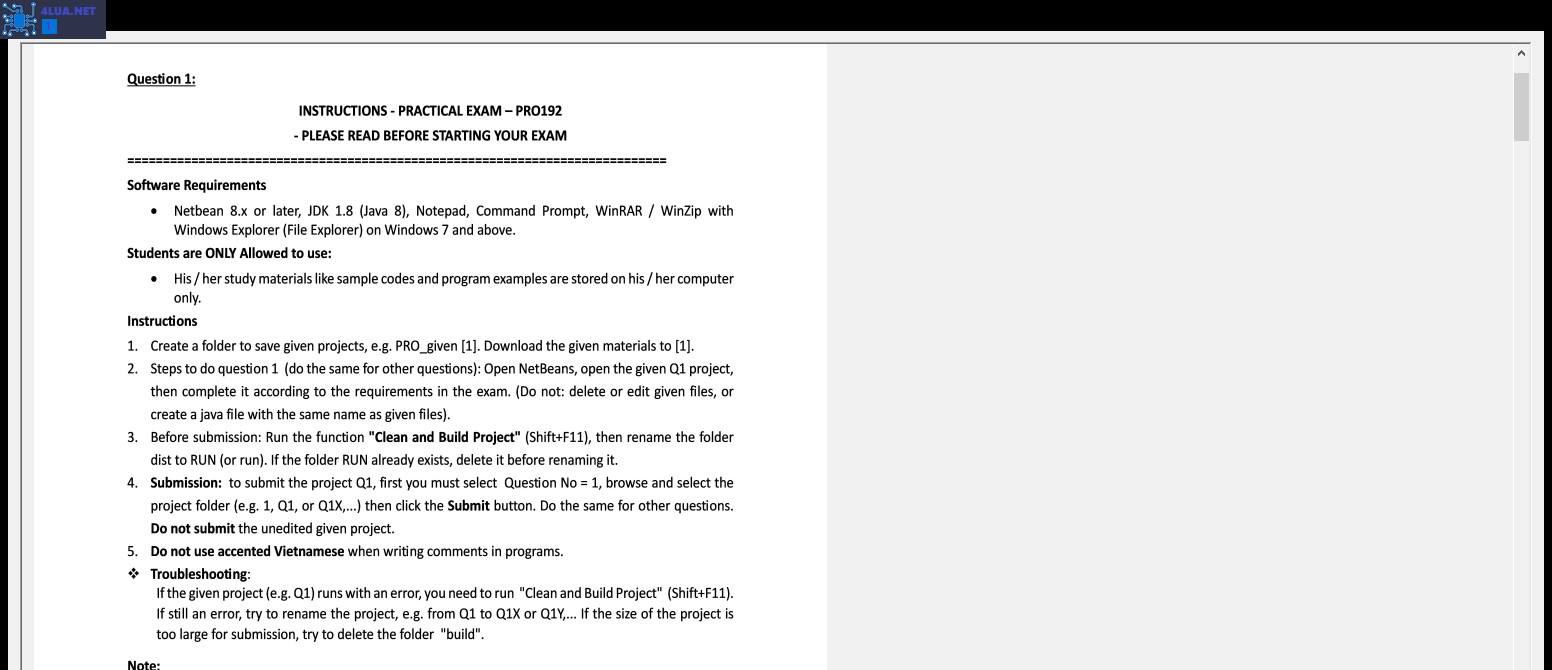 4LUA.NET
1
Question 1:
INSTRUCTIONS - PRACTICAL EXAM – PRO192
- PLEASE READ BEFORE STARTING YOUR EXAM
============================================================================
Software Requirements
• Netbean 8.x or later, JDK 1.8 (Java 8), Notepad, Command Prompt, WinRAR / WinZip with
Windows Explorer (File Explorer) on Windows 7 and above.
Students are ONLY Allowed to use:
• His / her study materials like sample codes and program examples are stored on his / her computer
only.
Instructions
1. Create a folder to save given projects, e.g. PRO_given [1]. Download the given materials to [1].
2. Steps to do question 1 (do the same for other questions): Open NetBeans, open the given Q1 project,
then complete it according to the requirements in the exam. (Do not: delete or edit given files, or
create a java file with the same name as given files).
3. Before submission: Run the function "Clean and Build Project" (Shift+F11), then rename the folder
dist to RUN (or run). If the folder RUN already exists, delete it before renaming it.
4. Submission: to submit the project Q1, first you must select Question No = 1, browse and select the
project folder (e.g. 1, Q1, or Q1X,...) then click the Submit button. Do the same for other questions.
Do not submit the unedited given project.
5. Do not use accented Vietnamese when writing comments in programs.
❖ Troubleshooting:
If the given project (e.g. Q1) runs with an error, you need to run "Clean and Build Project" (Shift+F11).
If still an error, try to rename the project, e.g. from Q1 to Q1X or Q1Y,... If the size of the project is
too large for submission, try to delete the folder "build".
Note: